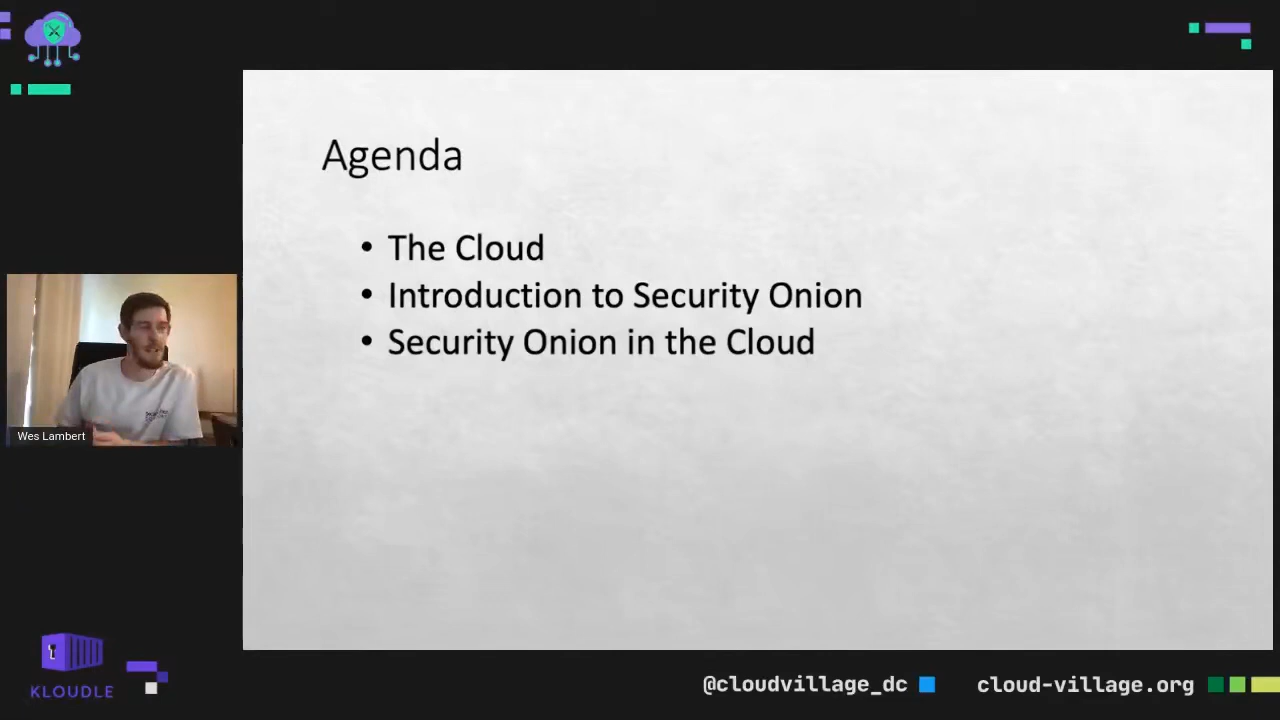 Agenda
• The Cloud
• Introduction to Security Onion
• Security Onion in the Cloud
Wes Lambert
KLOUDLE
@cloudvillage_dc
cloud-village.org